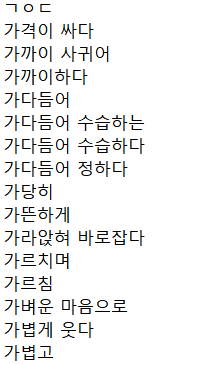 ㄱㅇㄷ
가격이 싸다
가까이 사귀어
가까이하다
가다듬어
가다듬어 수습하는
가다듬어 수습하다
가다듬어 정하다
가당히
가뜬하게
가라앉혀 바로잡다
가르치며
가르침
가벼운 마음으로
가볍게 웃다
가볍고